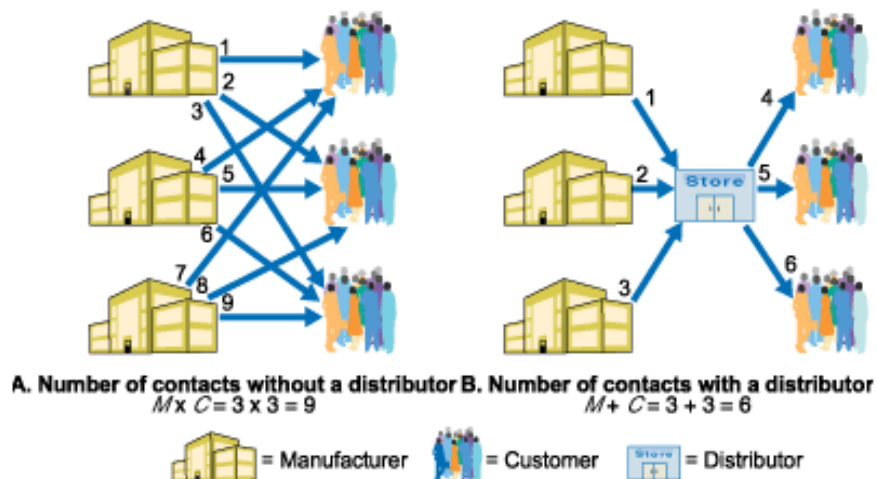 1
2
3
4
5
6
7
8
9
1
2
3
4
5
6
Store
A. Number of contacts without a distributor
M x C = 3 x 3 = 9
B. Number of contacts with a distributor
M + C = 3 + 3 = 6
= Manufacturer
= Customer
Store
= Distributor